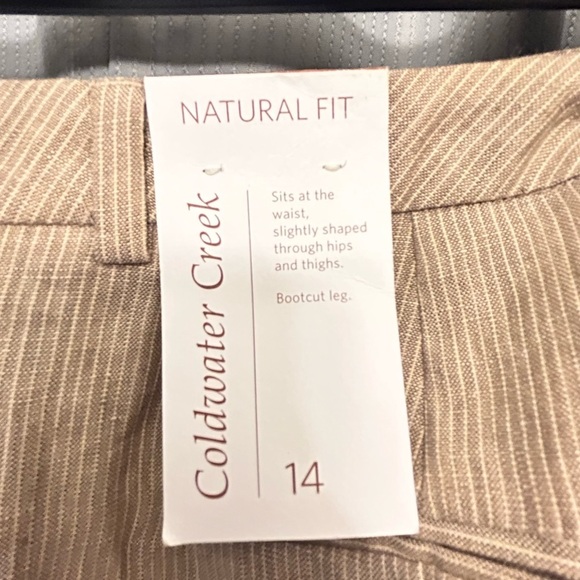 NATURAL FIT
Coldwater Creek
Sits at the
waist,
slightly shaped
through hips
and thighs.
Bootcut leg.
14